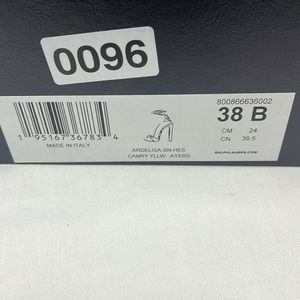 0096
800866636002
38 B
CM 24
CN 39.5
1 95167 36783 4
MADE IN ITALY
ARDELISA-SN-HES
CANRY YLLW AYERS
RALPHLAUREN.COM